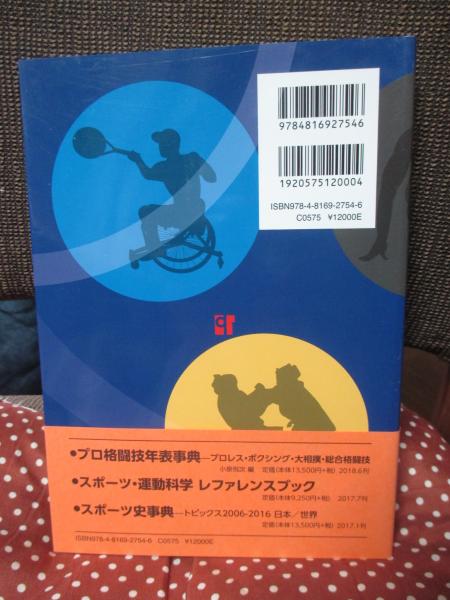 9784816927546
1920575120004
ISBN978-4-8169-2754-6
C0575 ¥12000E
●プロ格闘技年表事典―プロレス・ボクシング・大相撲・総合格闘技
小泉悦次 編 定価(本体13,500円+税) 2018.6刊
●スポーツ・運動科学 レファレンスブック
定価(本体9,250円+税) 2017.7刊
●スポーツ史事典―トピックス2006-2016 日本/世界
定価(本体13,500円+税) 2017.1刊
ISBN978-4-8169-2754-6 C0575 ¥12000E